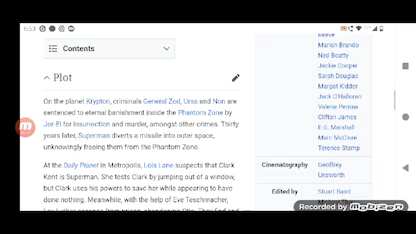 6:53
Contents
Plot
On the planet Krypton, criminals General Zod, Ursa and Non are
sentenced to eternal banishment inside the Phantom Zone by
Jor-El for insurrection and murder, amongst other crimes. Thirty
years later, Superman diverts a missile into outer space,
unknowingly freeing them from the Phantom Zone.
At the Daily Planet in Metropolis, Lois Lane suspects that Clark
Kent is Superman. She tests Clark by jumping out of a window,
but Clark uses his powers to save her while appearing to have
done nothing. Meanwhile, with the help of Eve Teschmacher,
Reeve
Marlon Brando
Ned Beatty
Jackie Cooper
Sarah Douglas
Margot Kidder
Jack O'Halloran
Valerie Perrine
Clifton James
E.G. Marshall
Marc McClure
Terence Stamp
Cinematography Geoffrey
Unsworth
Edited by Stuart Baird
Recorded by Mobizen